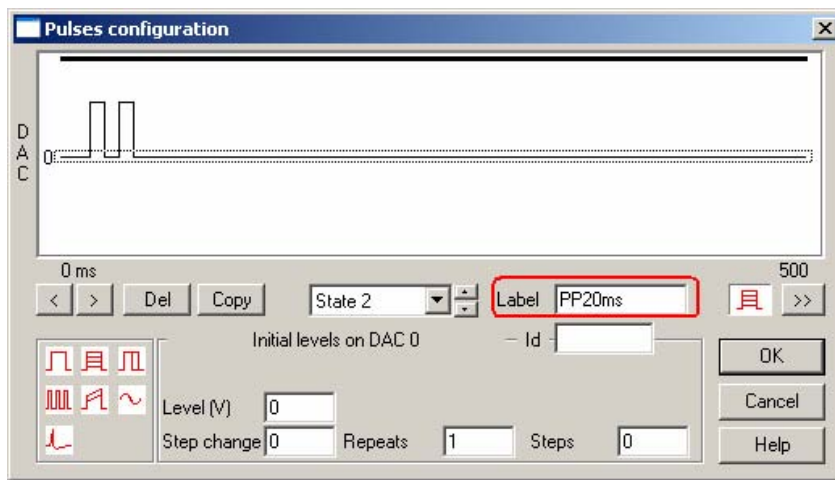 Pulses configuration
D
A
C
0
0 ms
500
< > Del Copy State 2 Label PP20ms >>
Initial levels on DAC 0 Id
OK
Level (V) 0
Cancel
Step change 0 Repeats 1 Steps 0
Help